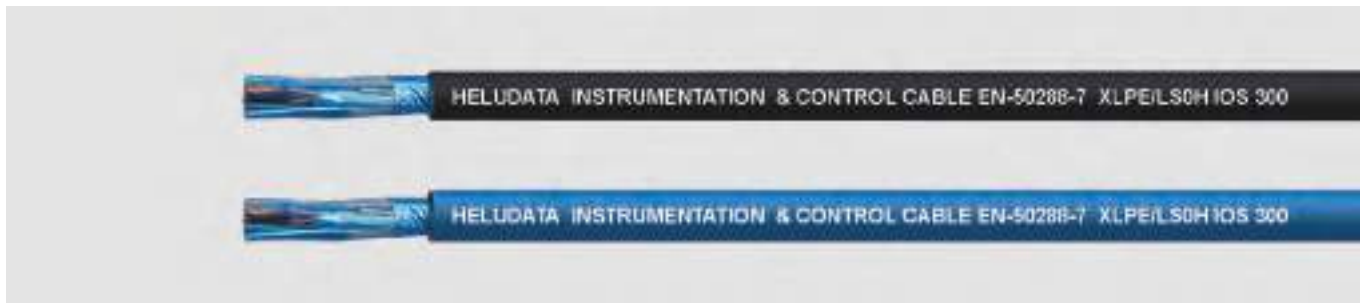 HELUDATA INSTRUMENTATION & CONTROL CABLE EN-50288-7 XLPE/LS0H IOS 300
HELUDATA INSTRUMENTATION & CONTROL CABLE EN-50288-7 XLPE/LS0H IOS 300